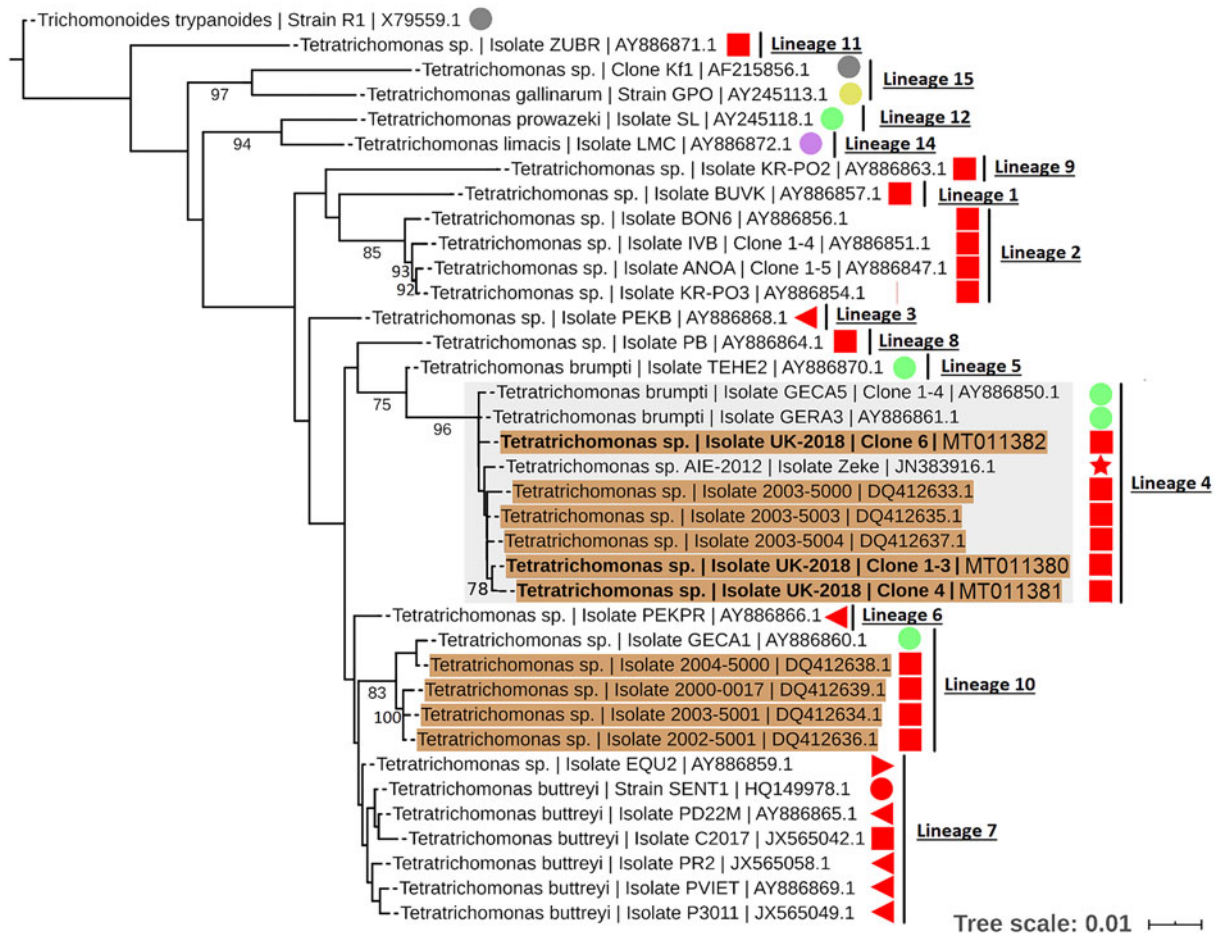 Trichomonoides trypanoides | Strain R1 | X79559.1
Tetratrichomonas sp. | Isolate ZUBR | AY886871.1 Lineage 11
Tetratrichomonas sp. | Clone Kf1 | AF215856.1
Lineage 15
97
Tetratrichomonas gallinarum | Strain GPO | AY245113.1
Tetratrichomonas prowazeki | Isolate SL | AY245118.1 Lineage 12
94
Tetratrichomonas limacis | Isolate LMC | AY886872.1 Lineage 14
Tetratrichomonas sp. | Isolate KR-PO2 | AY886863.1 Lineage 9
Tetratrichomonas sp. | Isolate BUVK | AY886857.1 Lineage 1
Tetratrichomonas sp. | Isolate BON6 | AY886856.1
85
Tetratrichomonas sp. | Isolate IVB | Clone 1-4 | AY886851.1
Lineage 2
93
Tetratrichomonas sp. | Isolate ANOA | Clone 1-5 | AY886847.1
92
Tetratrichomonas sp. | Isolate KR-PO3 | AY886854.1
Tetratrichomonas sp. | Isolate PEKB | AY886868.1 Lineage 3
Tetratrichomonas sp. | Isolate PB | AY886864.1 Lineage 8
Tetratrichomonas brumpti | Isolate TEHE2 | AY886870.1 Lineage 5
75
Tetratrichomonas brumpti | Isolate GECA5 | Clone 1-4 | AY886850.1
96
Tetratrichomonas brumpti | Isolate GERA3 | AY886861.1
Tetratrichomonas sp. | Isolate UK-2018 | Clone 6 | MT011382
Tetratrichomonas sp. AIE-2012 | Isolate Zeke | JN383916.1
Lineage 4
Tetratrichomonas sp. | Isolate 2003-5000 | DQ412633.1
Tetratrichomonas sp. | Isolate 2003-5003 | DQ412635.1
Tetratrichomonas sp. | Isolate 2003-5004 | DQ412637.1
Tetratrichomonas sp. | Isolate UK-2018 | Clone 1-3 | MT011380
78
Tetratrichomonas sp. | Isolate UK-2018 | Clone 4 | MT011381
Tetratrichomonas sp. | Isolate PEKPR | AY886866.1 Lineage 6
Tetratrichomonas sp. | Isolate GECA1 | AY886860.1
Tetratrichomonas sp. | Isolate 2004-5000 | DQ412638.1
Lineage 10
83
Tetratrichomonas sp. | Isolate 2000-0017 | DQ412639.1
100
Tetratrichomonas sp. | Isolate 2003-5001 | DQ412634.1
Tetratrichomonas sp. | Isolate 2002-5001 | DQ412636.1
Tetratrichomonas sp. | Isolate EQU2 | AY886859.1
Tetratrichomonas buttreyi | Strain SENT1 | HQ149978.1
Tetratrichomonas buttreyi | Isolate PD22M | AY886865.1
Lineage 7
Tetratrichomonas buttreyi | Isolate C2017 | JX565042.1
Tetratrichomonas buttreyi | Isolate PR2 | JX565058.1
Tetratrichomonas buttreyi | Isolate PVIET | AY886869.1
Tetratrichomonas buttreyi | Isolate P3011 | JX565049.1
Tree scale: 0.01